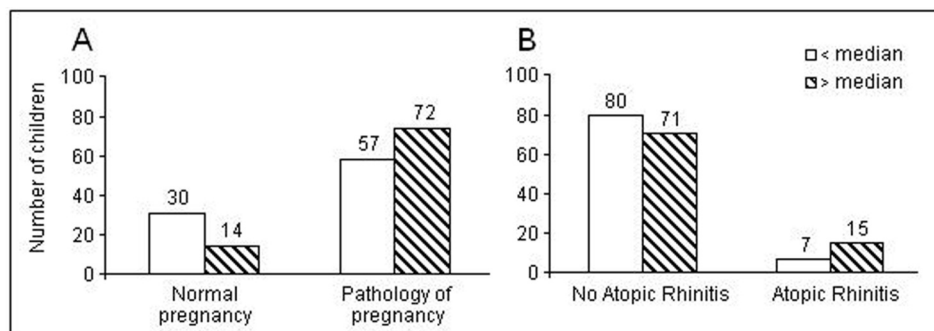 A
B
< median
> median
Number of children
100
80
60
40
20
0
30
14
57
72
Normal
pregnancy
Pathology of
pregnancy
100
80
60
40
20
0
80
71
7
15
No Atopic Rhinitis
Atopic Rhinitis